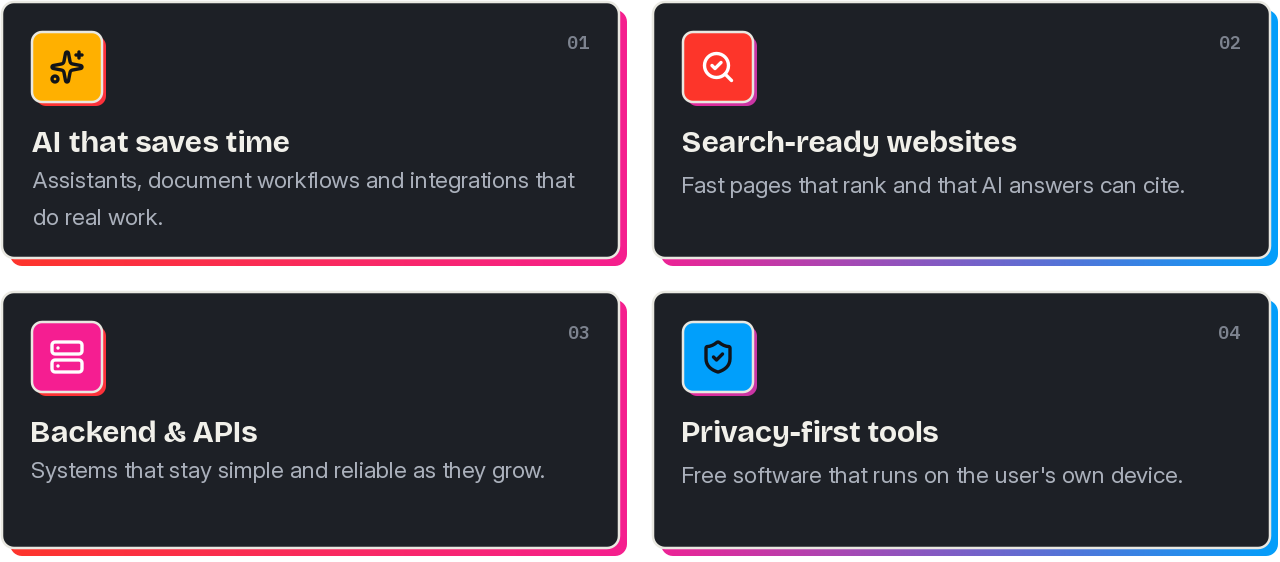 01
AI that saves time
Assistants, document workflows and integrations that
do real work.
02
Search-ready websites
Fast pages that rank and that AI answers can cite.
03
Backend & APIs
Systems that stay simple and reliable as they grow.
04
Privacy-first tools
Free software that runs on the user's own device.